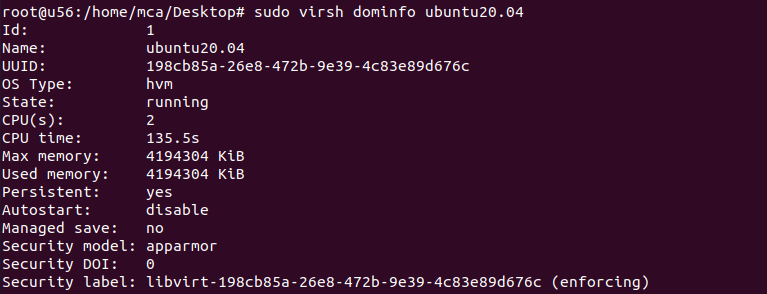 root@u56:/home/mca/Desktop# sudo virsh dominfo ubuntu20.04
Id:             1
Name:           ubuntu20.04
UUID:           198cb85a-26e8-472b-9e39-4c83e89d676c
OS Type:        hvm
State:          running
CPU(s):         2
CPU time:       135.5s
Max memory:     4194304 KiB
Used memory:    4194304 KiB
Persistent:     yes
Autostart:      disable
Managed save:   no
Security model: apparmor
Security DOI:   0
Security label: libvirt-198cb85a-26e8-472b-9e39-4c83e89d676c (enforcing)